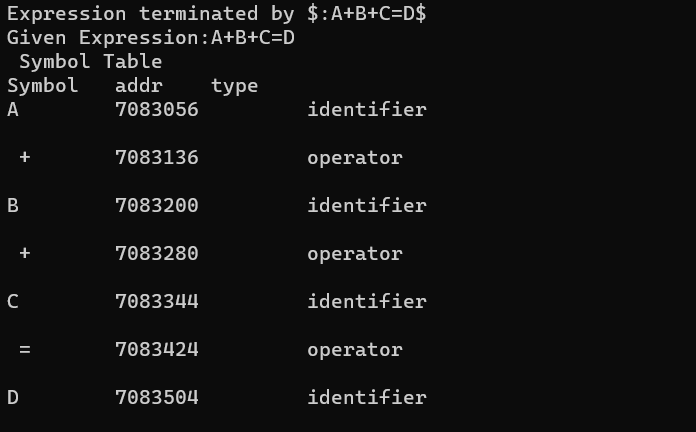 Expression terminated by $:A+B+C=D$
Given Expression:A+B+C=D
 Symbol Table
Symbol   addr    type
A        7083056         identifier
 +       7083136         operator
B        7083200         identifier
 +       7083280         operator
C        7083344         identifier
 =       7083424         operator
D        7083504         identifier